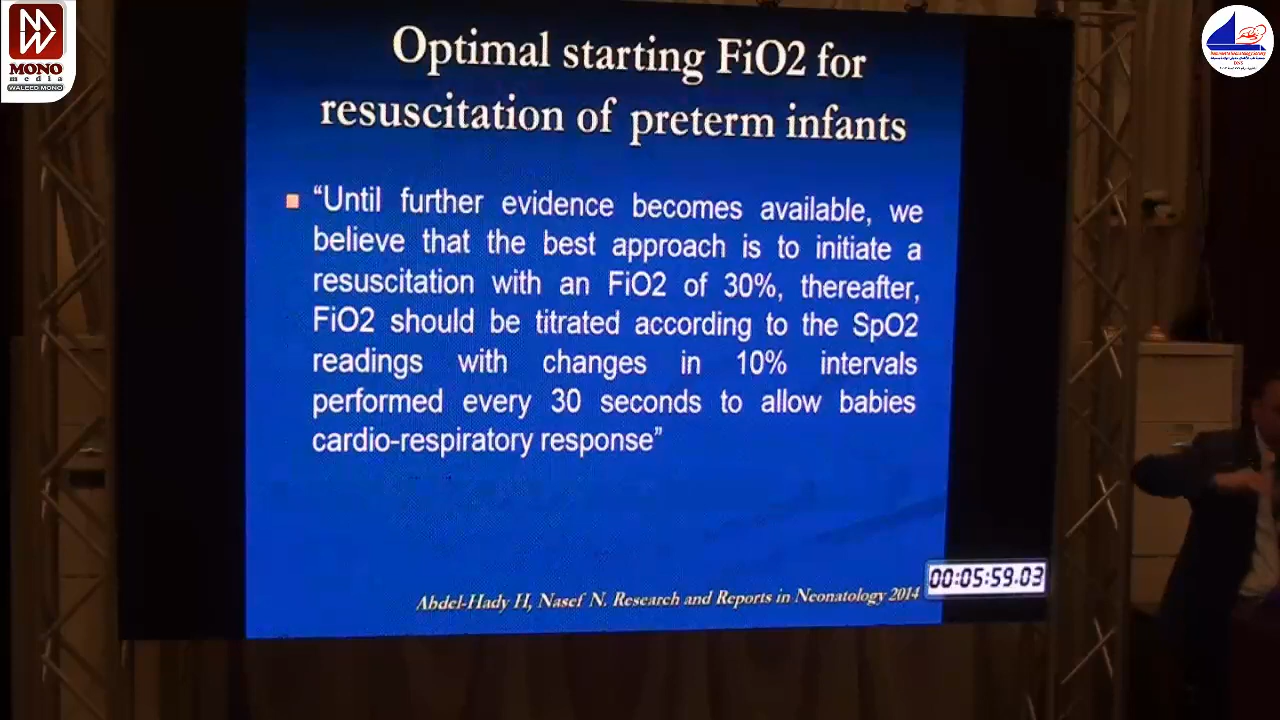 MONO
media
WALEED MONO
Optimal starting FiO2 for
resuscitation of preterm infants
“Until further evidence becomes available, we
believe that the best approach is to initiate a
resuscitation with an FiO2 of 30%, thereafter,
FiO2 should be titrated according to the SpO2
readings with changes in 10% intervals
performed every 30 seconds to allow babies
cardio-respiratory response”
Abdel-Hady H, Nasef N. Research and Reports in Neonatology 2014
00:05:59.03
DNS